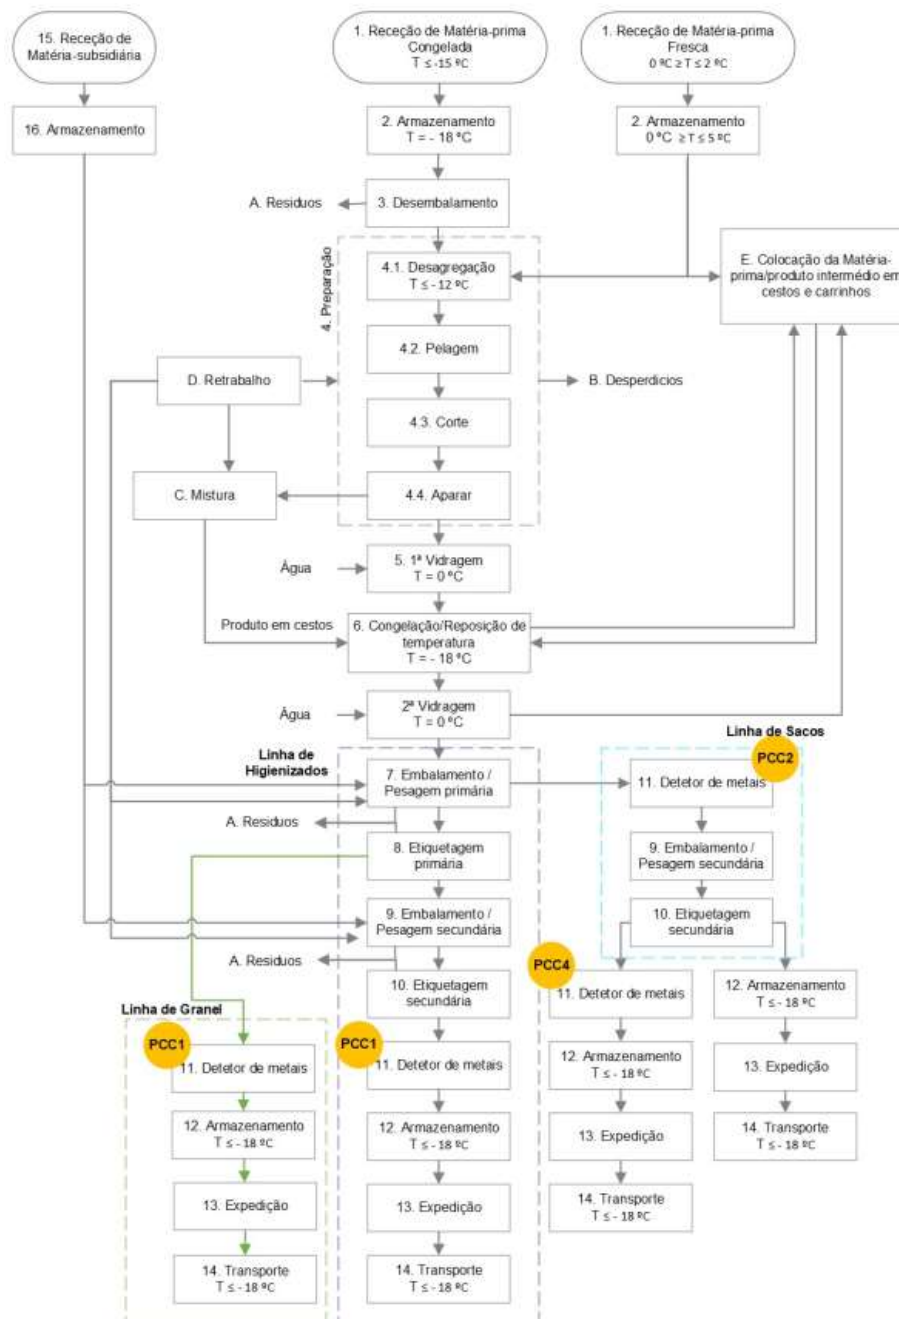 15. Receção de
Matéria-subsidiária
1. Receção de Matéria-prima
Congelada
T ≤ -15 ºC
1. Receção de Matéria-prima
Fresca
0 ºC ≥ T ≤ 2 ºC
16. Armazenamento
2. Armazenamento
T = - 18 ºC
2. Armazenamento
0 ºC ≥ T ≤ 5 ºC
A. Residuos
3. Desembalamento
4. Preparação
4.1. Desagregação
T ≤ - 12 ºC
E. Colocação da Matéria-
prima/produto intermédio em
cestos e carrinhos
4.2. Pelagem
D. Retrabalho
B. Desperdicios
4.3. Corte
C. Mistura
4.4. Aparar
Água
5. 1ª Vidragem
T = 0 ºC
Produto em cestos
6. Congelação/Reposição de
temperatura
T = - 18 ºC
Água
2ª Vidragem
T = 0 ºC
Linha de Sacos
Linha de
Higienizados
PCC2
7. Embalamento /
Pesagem primária
11. Detetor de metais
A. Residuos
8. Etiquetagem
primária
9. Embalamento /
Pesagem secundária
9. Embalamento /
Pesagem secundária
10. Etiquetagem
secundária
A. Residuos
PCC4
10. Etiquetagem
secundária
11. Detetor de metais
12. Armazenamento
T ≤ - 18 ºC
Linha de Granel
PCC1
PCC1
11. Detetor de metais
11. Detetor de metais
12. Armazenamento
T ≤ - 18 ºC
13. Expedição
12. Armazenamento
T ≤ - 18 ºC
12. Armazenamento
T ≤ - 18 ºC
13. Expedição
14. Transporte
T ≤ - 18 ºC
13. Expedição
13. Expedição
14. Transporte
T ≤ - 18 ºC
14. Transporte
T ≤ - 18 ºC
14. Transporte
T ≤ - 18 ºC